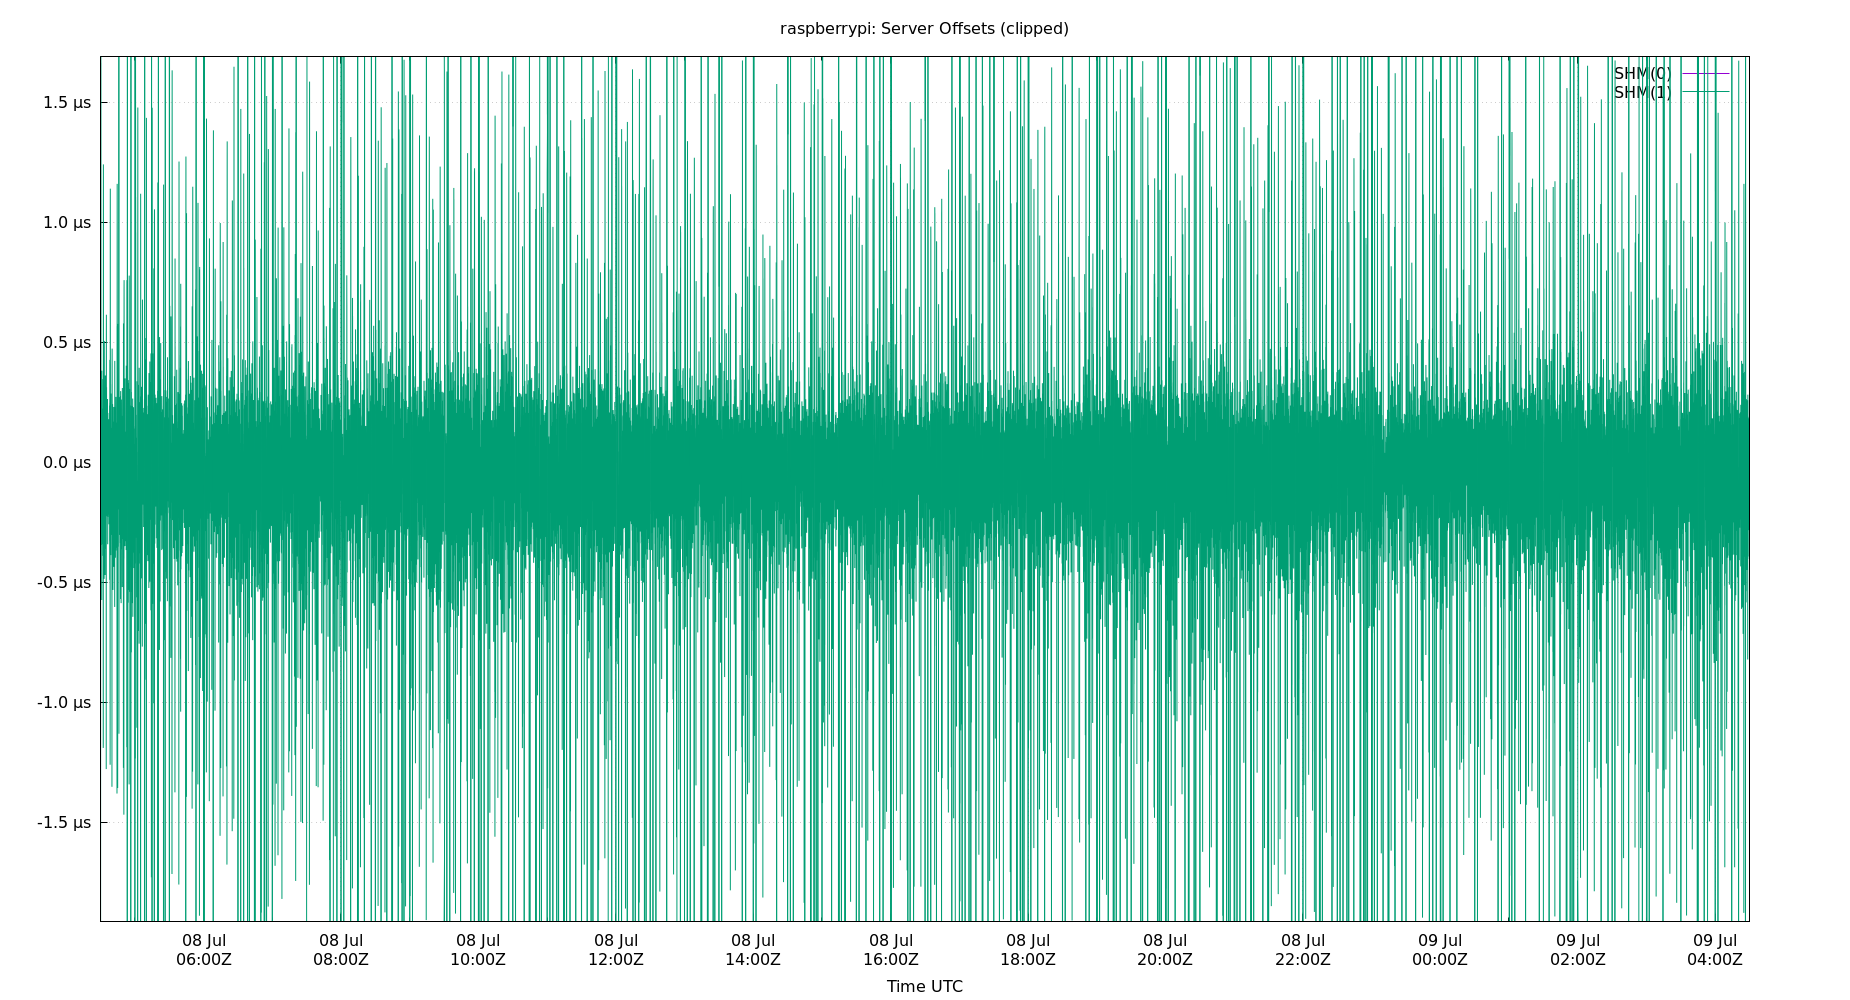 raspberrypi: Server Offsets (clipped)
SHM(0)
SHM(1)
1.5 µs
1.0 µs
0.5 µs
0.0 µs
-0.5 µs
-1.0 µs
-1.5 µs
08 Jul 08 Jul 08 Jul 08 Jul 08 Jul 08 Jul 08 Jul 08 Jul 08 Jul 09 Jul 09 Jul 09 Jul
06:00Z 08:00Z 10:00Z 12:00Z 14:00Z 16:00Z 18:00Z 20:00Z 22:00Z 00:00Z 02:00Z 04:00Z
Time UTC